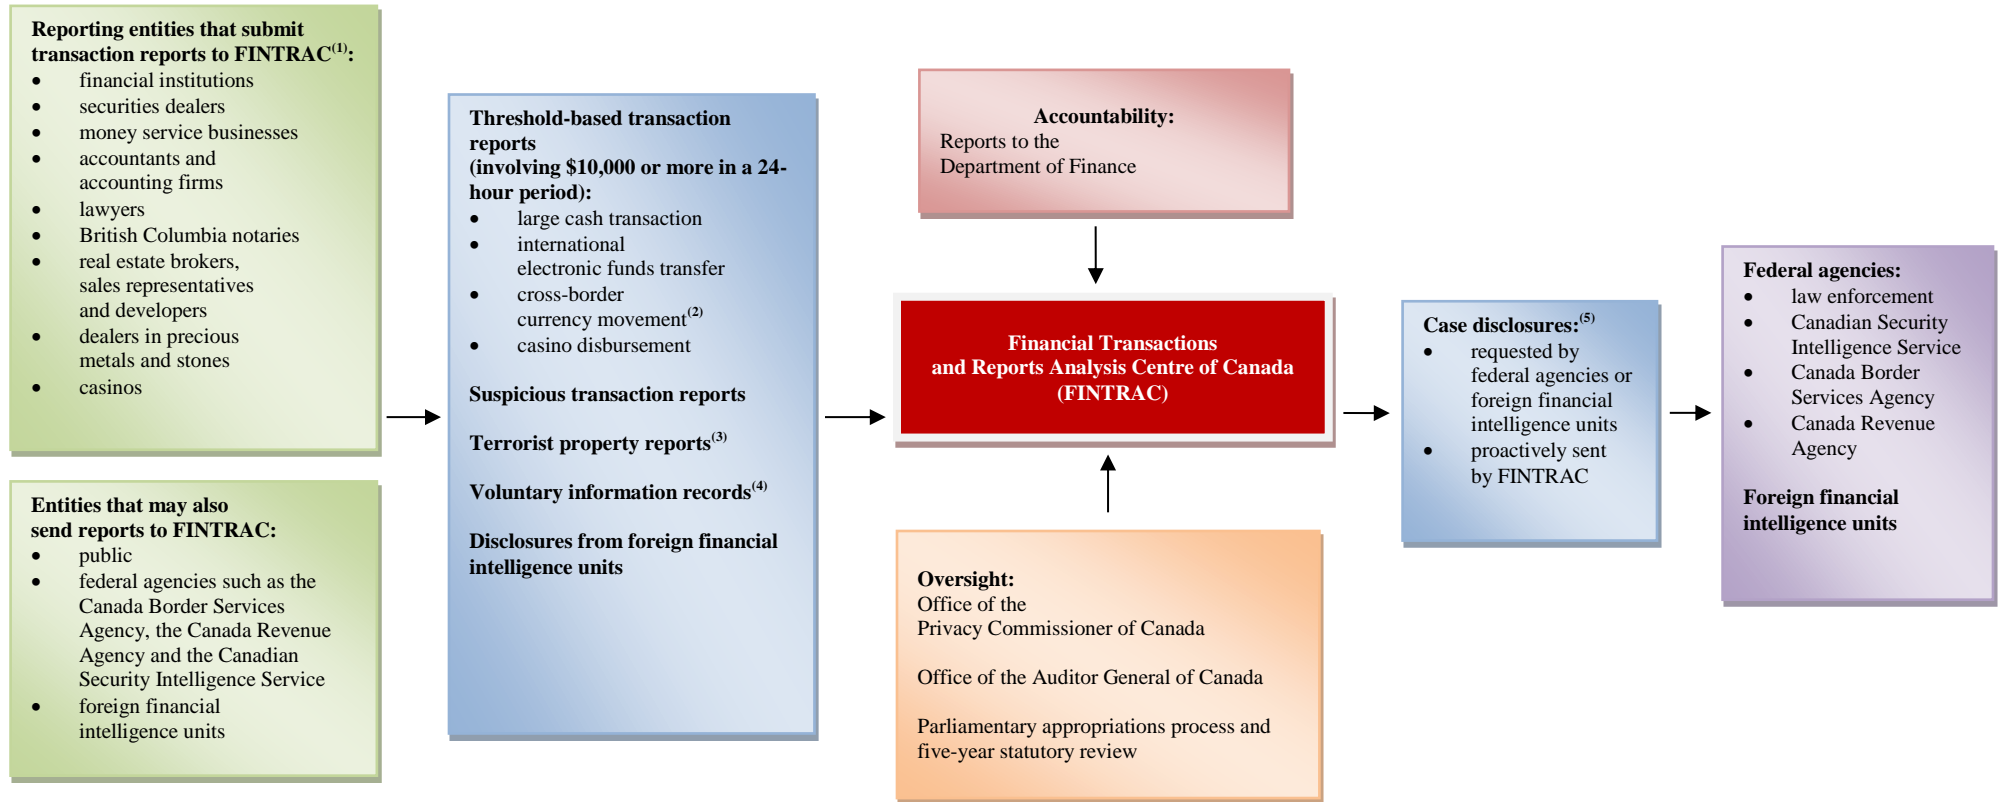 Reporting entities that submit
transaction reports to FINTRAC(1):
• financial institutions
• securities dealers
• money service businesses
• accountants and
accounting firms
• lawyers
• British Columbia notaries
• real estate brokers,
sales representatives
and developers
• dealers in precious
metals and stones
• casinos
Entities that may also
send reports to FINTRAC:
• public
• federal agencies such as the
Canada Border Services
Agency, the Canada Revenue
Agency and the Canadian
Security Intelligence Service
• foreign financial
intelligence units
Threshold-based transaction
reports
(involving $10,000 or more in a 24-
hour period):
• large cash transaction
• international
electronic funds transfer
• cross-border
currency movement(2)
• casino disbursement
Suspicious transaction reports
Terrorist property reports(3)
Voluntary information records(4)
Disclosures from foreign financial
intelligence units
Accountability:
Reports to the
Department of Finance
Financial Transactions
and Reports Analysis Centre of Canada
(FINTRAC)
Oversight:
Office of the
Privacy Commissioner of Canada
Office of the Auditor General of Canada
Parliamentary appropriations process and
five-year statutory review
Case disclosures:(5)
• requested by
federal agencies or
foreign financial
intelligence units
• proactively sent
by FINTRAC
Federal agencies:
• law enforcement
• Canadian Security
Intelligence Service
• Canada Border
Services Agency
• Canada Revenue
Agency
Foreign financial
intelligence units